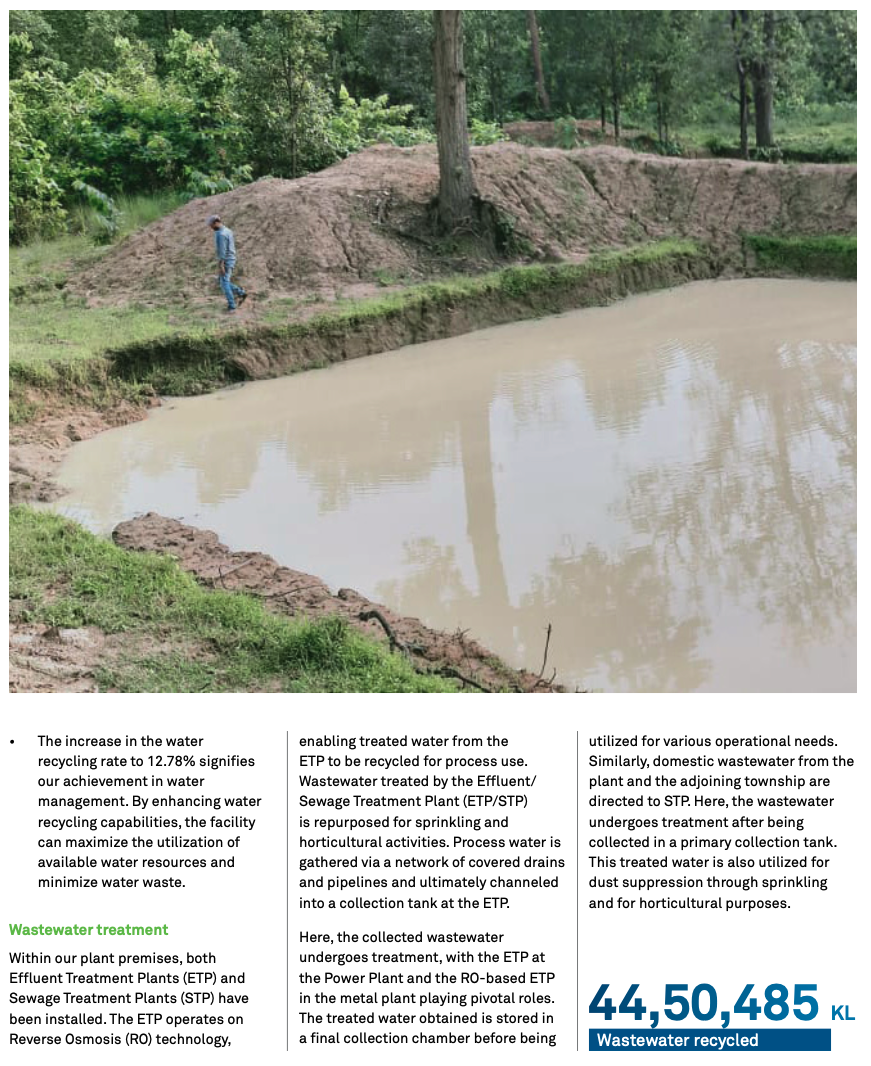 • The increase in the water
recycling rate to 12.78% signifies
our achievement in water
management. By enhancing water
recycling capabilities, the facility
can maximize the utilization of
available water resources and
minimize water waste.
Wastewater treatment
Within our plant premises, both
Effluent Treatment Plants (ETP) and
Sewage Treatment Plants (STP) have
been installed. The ETP operates on
Reverse Osmosis (RO) technology,
enabling treated water from the
ETP to be recycled for process use.
Wastewater treated by the Effluent/
Sewage Treatment Plant (ETP/STP)
is repurposed for sprinkling and
horticultural activities. Process water is
gathered via a network of covered drains
and pipelines and ultimately channeled
into a collection tank at the ETP.
Here, the collected wastewater
undergoes treatment, with the ETP at
the Power Plant and the RO-based ETP
in the metal plant playing pivotal roles.
The treated water obtained is stored in
a final collection chamber before being
utilized for various operational needs.
Similarly, domestic wastewater from the
plant and the adjoining township are
directed to STP. Here, the wastewater
undergoes treatment after being
collected in a primary collection tank.
This treated water is also utilized for
dust suppression through sprinkling
and for horticultural purposes.
44,50,485 KL
Wastewater recycled